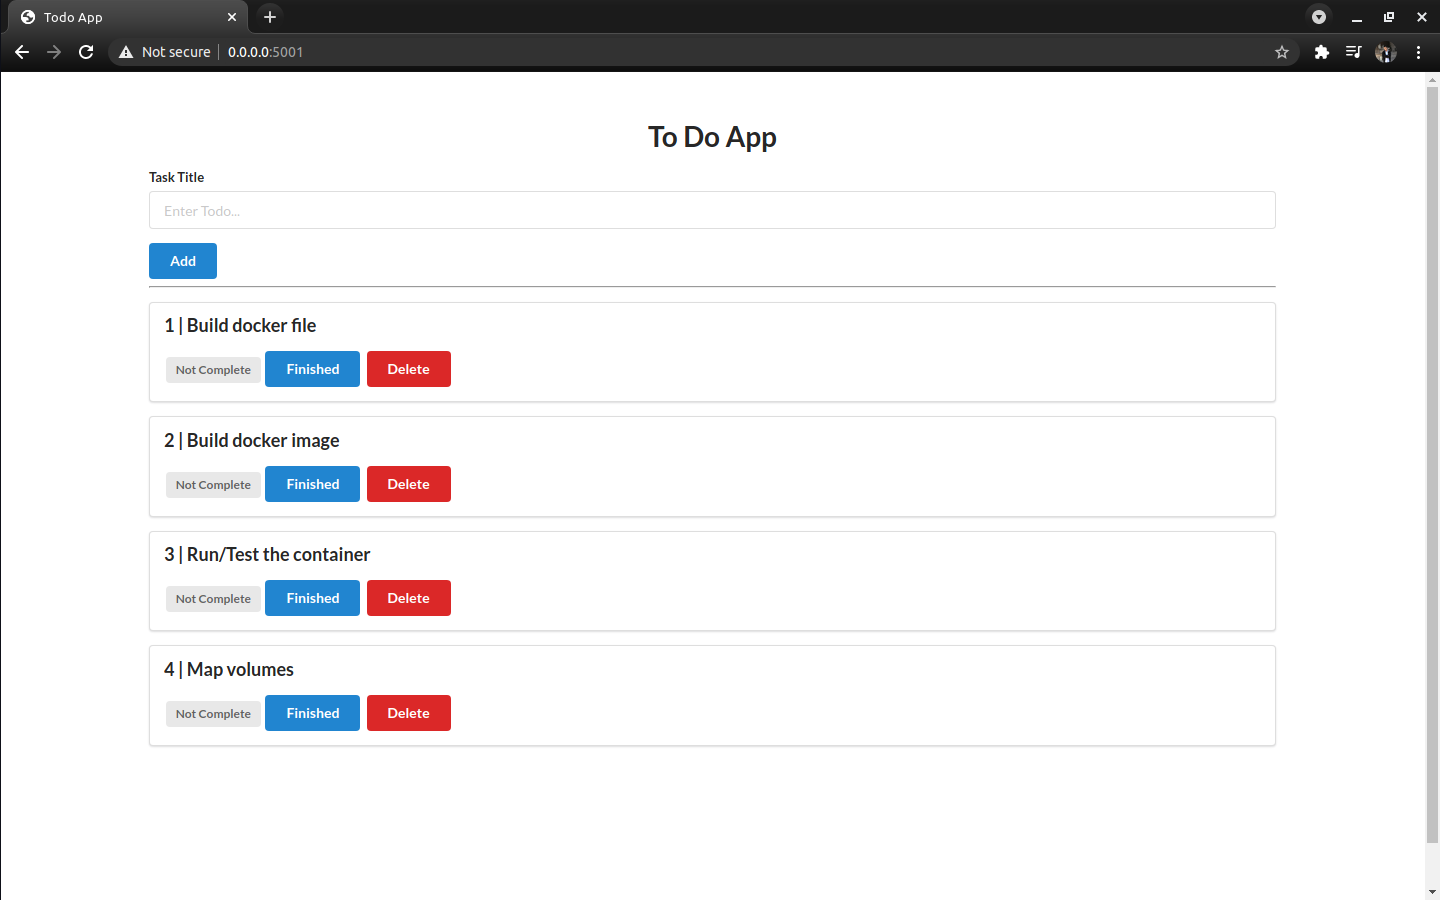 Todo App
Not secure | 0.0.0.0:5001
To Do App
Task Title
Enter Todo...
Add
1 | Build docker file
Not Complete Finished Delete
2 | Build docker image
Not Complete Finished Delete
3 | Run/Test the container
Not Complete Finished Delete
4 | Map volumes
Not Complete Finished Delete